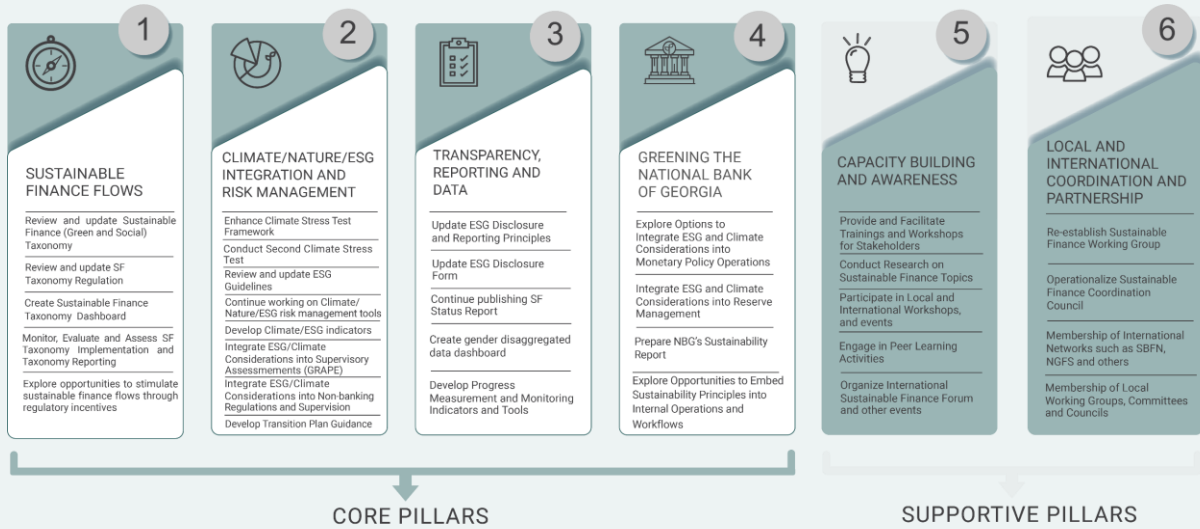 1
SUSTAINABLE
FINANCE FLOWS
Review and update Sustainable
Finance (Green and Social)
Taxonomy
Review and update SF
Taxonomy Regulation
Create Sustainable Finance
Taxonomy Dashboard
Monitor, Evaluate and Assess SF
Taxonomy Implementation and
Taxonomy Reporting
Explore opportunities to stimulate
sustainable finance flows through
regulatory incentives
2
CLIMATE/NATURE/ESG
INTEGRATION AND
RISK MANAGEMENT
Enhance Climate Stress Test
Framework
Conduct Second Climate Stress
Test
Review and update ESG
Guidelines
Continue working on Climate/
Nature/ESG risk management tools
Develop Climate/ESG indicators
Integrate ESG/Climate
Considerations into Supervisory
Assessmements (GRAPE)
Integrate ESG/Climate
Considerations into Non-banking
Regulations and Supervision
Develop Transition Plan Guidance
3
TRANSPARENCY,
REPORTING AND
DATA
Update ESG Disclosure
and Reporting Principles
Update ESG Disclosure
Form
Continue publishing SF
Status Report
Create gender disaggregated
data dashboard
Develop Progress
Measurement and Monitoring
Indicators and Tools
4
GREENING THE
NATIONAL BANK
OF GEORGIA
Explore Options to
Integrate ESG and Climate
Considerations into
Monetary Policy Operations
Integrate ESG and Climate
Considerations into Reserve
Management
Prepare NBG's Sustainability
Report
Explore Opportunities to Embed
Sustainability Principles into
Internal Operations and
Workflows
5
CAPACITY BUILDING
AND AWARENESS
Provide and Facilitate
Trainings and Workshops
for Stakeholders
Conduct Research on
Sustainable Finance Topics
Participate in Local and
International Workshops,
and events
Engage in Peer Learning
Activities
Organize International
Sustainable Finance Forum
and other events
6
LOCAL AND
INTERNATIONAL
COORDINATION AND
PARTNERSHIP
Re-establish Sustainable
Finance Working Group
Operationalize Sustainable
Finance Coordination
Council
Membership of International
Networks such as SBFN,
NGFS and others
Membership of Local
Working Groups, Committees
and Councils
CORE PILLARS
SUPPORTIVE PILLARS